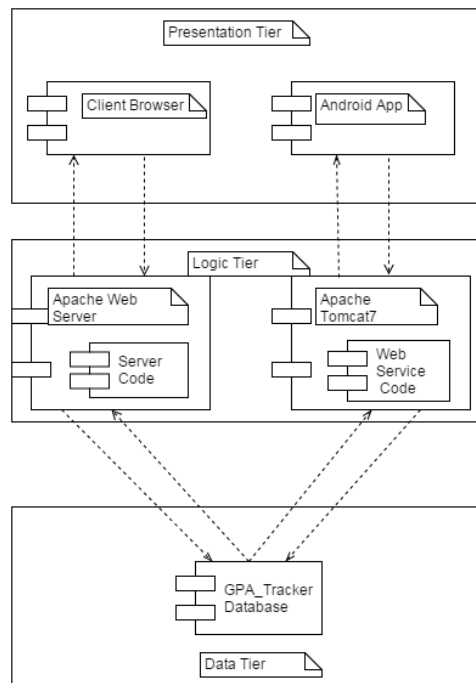 Presentation Tier
Client Browser
Android App
Logic Tier
Apache Web
Server
Server
Code
Apache
Tomcat7
Web
Service
Code
GPA_Tracker
Database
Data Tier